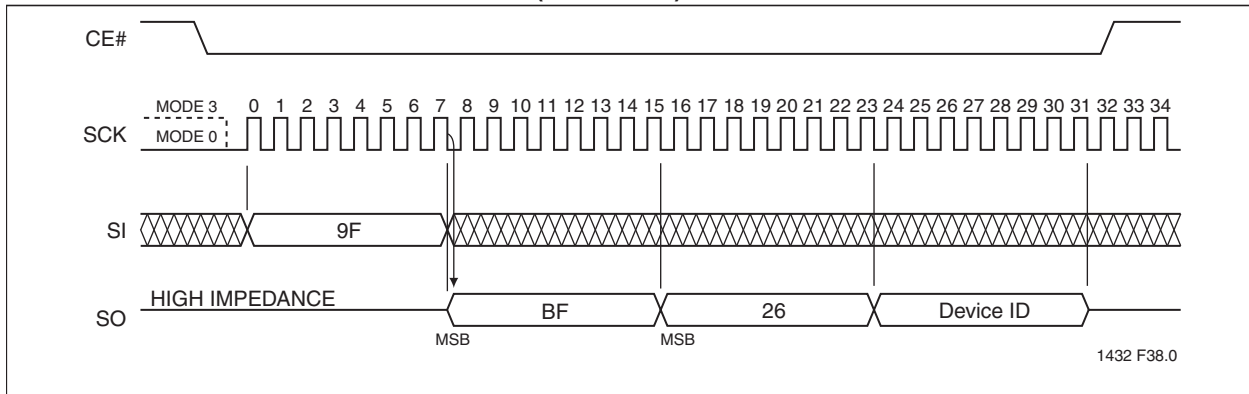 CE#
MODE 3
0 1 2 3 4 5 6 7 8 9 10 11 12 13 14 15 16 17 18 19 20 21 22 23 24 25 26 27 28 29 30 31 32 33 34
SCK
MODE 0
SI
9F
HIGH IMPEDANCE
SO
BF
26
Device ID
MSB
MSB
1432 F38.0